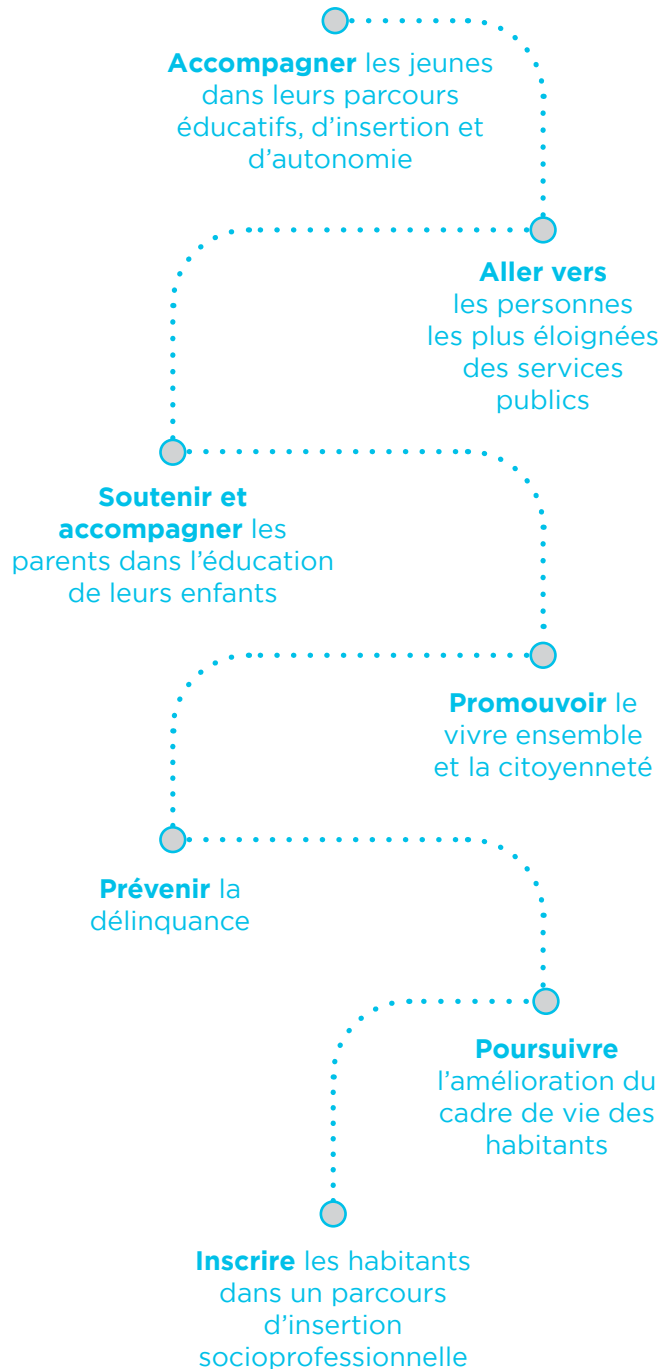 Accompagner les jeunes
dans leurs parcours
éducatifs, d’insertion et
d’autonomie
Aller vers
les personnes
les plus éloignées
des services
publics
Soutenir et
accompagner les
parents dans l’éducation
de leurs enfants
Promouvoir le
vivre ensemble
et la citoyenneté
Prévenir la
délinquance
Poursuivre
l’amélioration du
cadre de vie des
habitants
Inscrire les habitants
dans un parcours
d’insertion
socioprofessionnelle